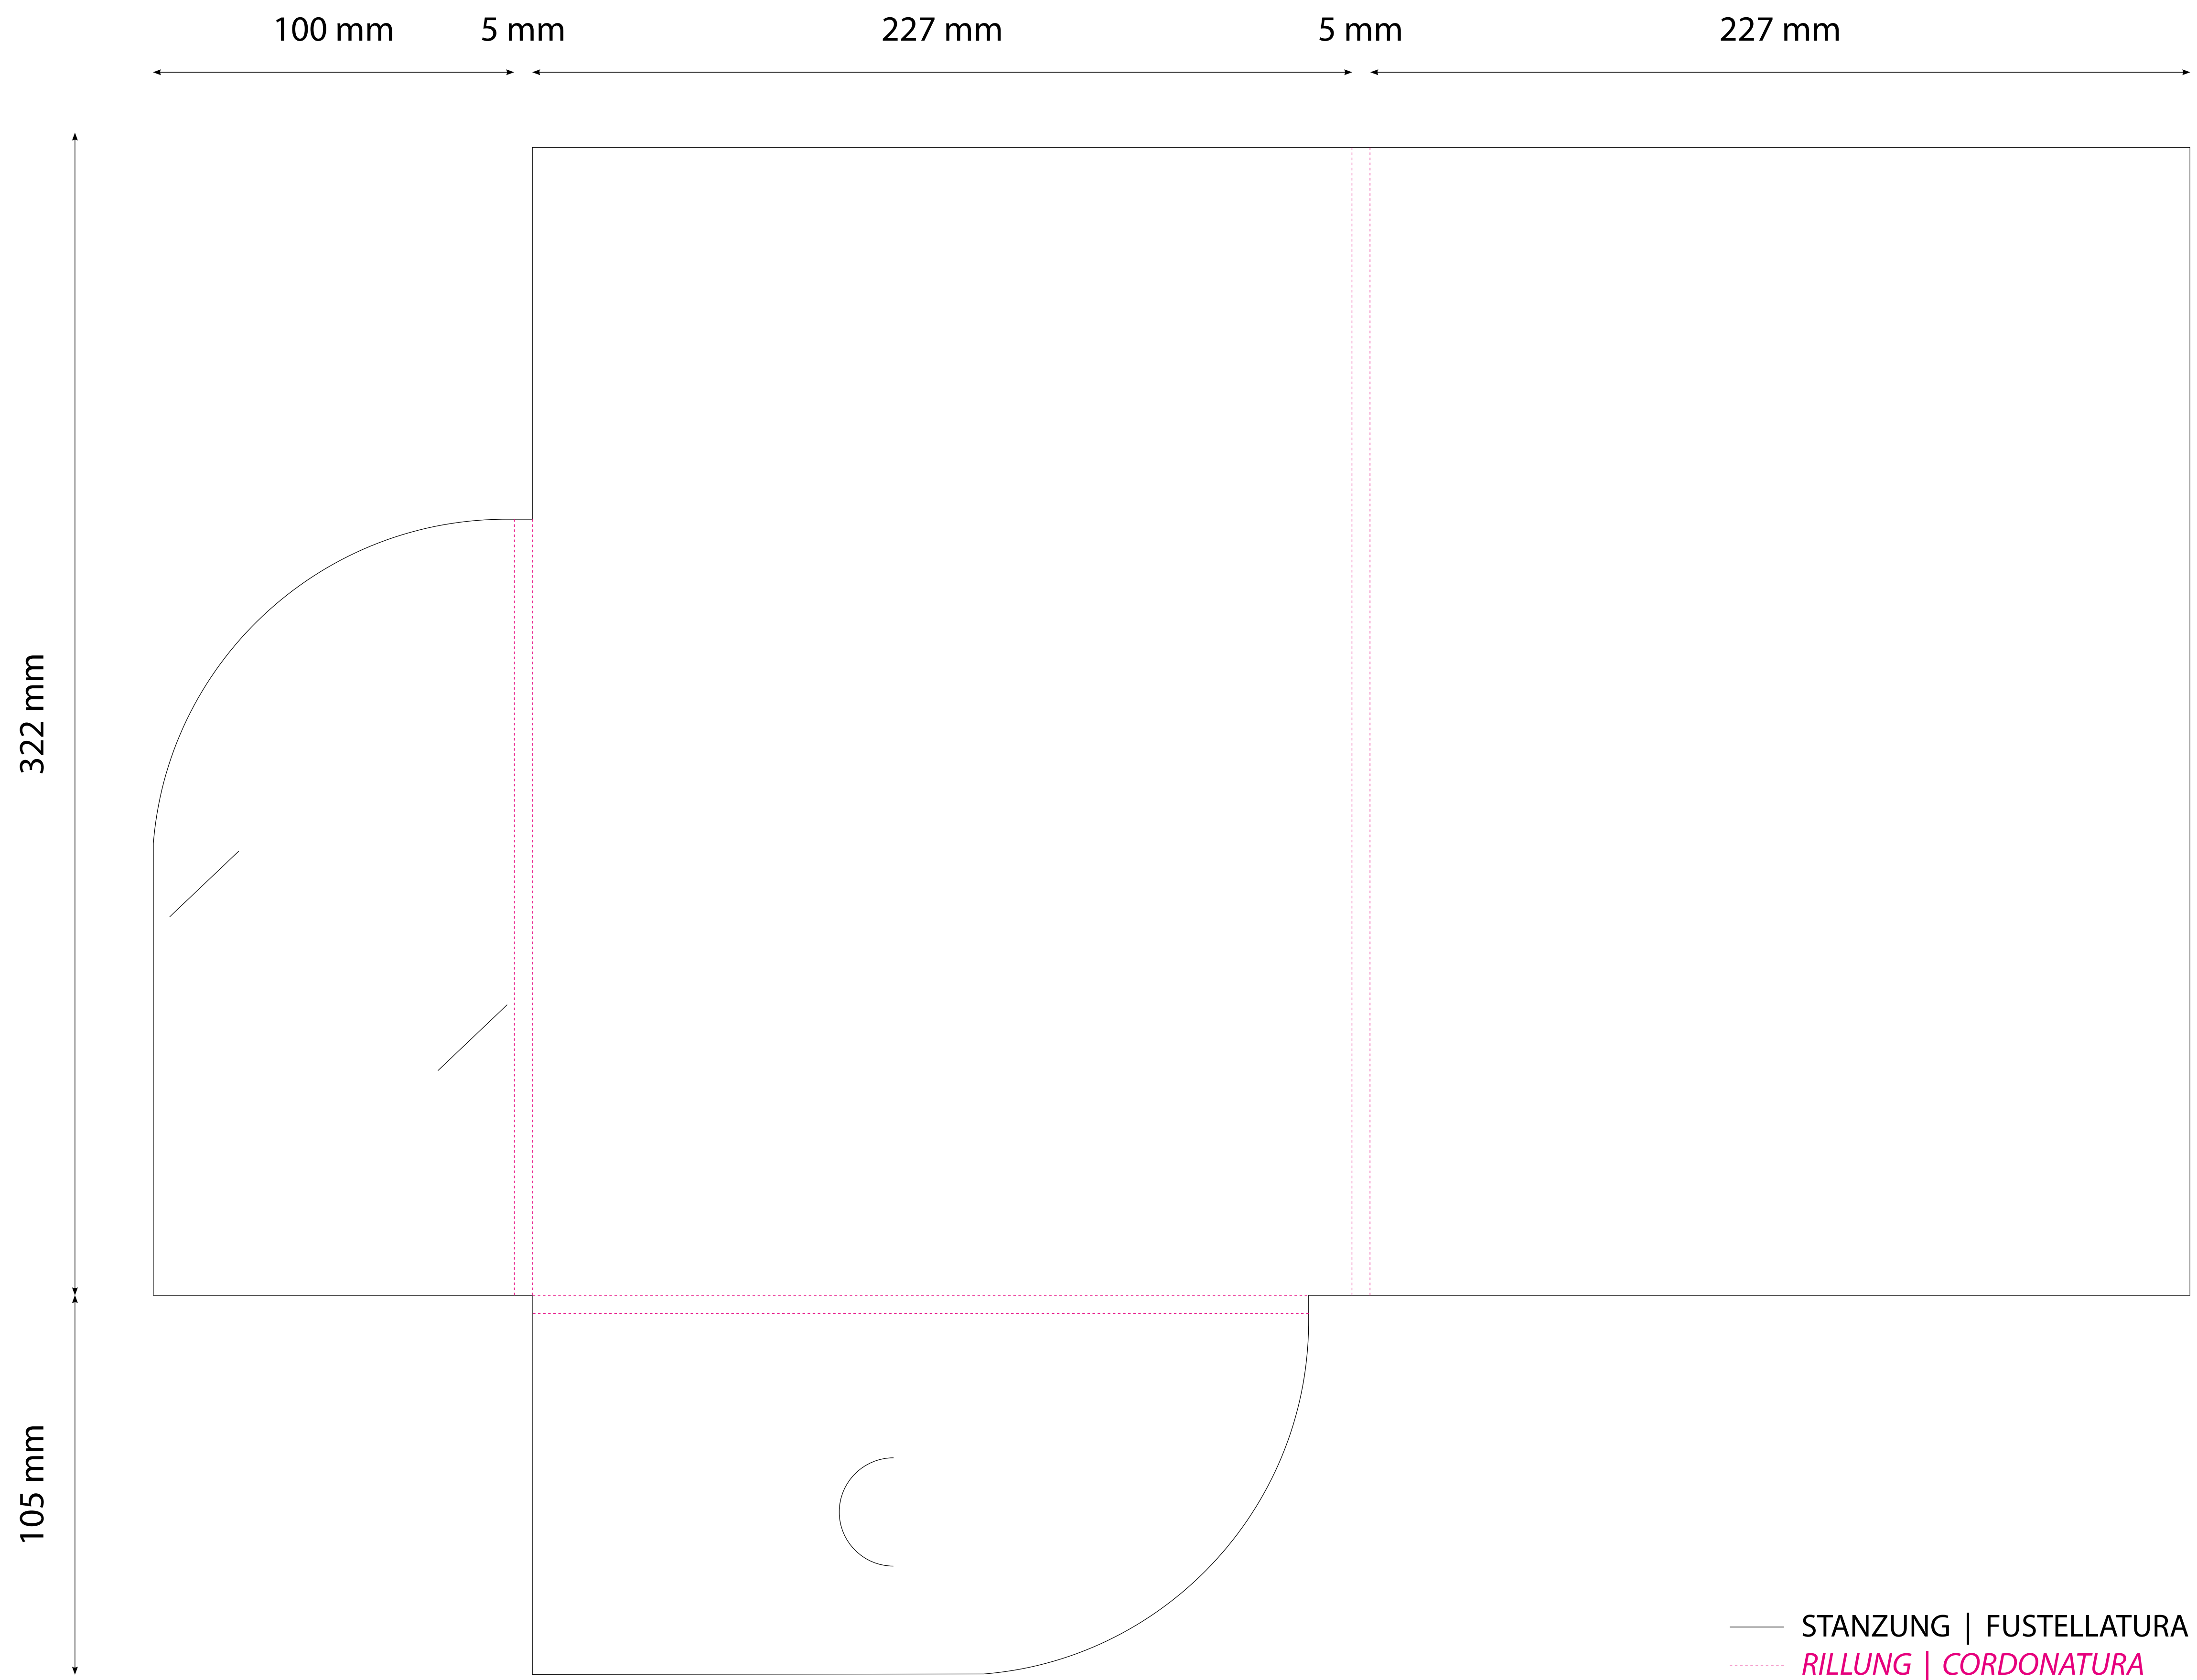 100 mm 5 mm 227 mm 5 mm 227 mm
322 mm
105 mm
STANZUNG | FUSTELLATURA
RILLUNG | CORDONATURA